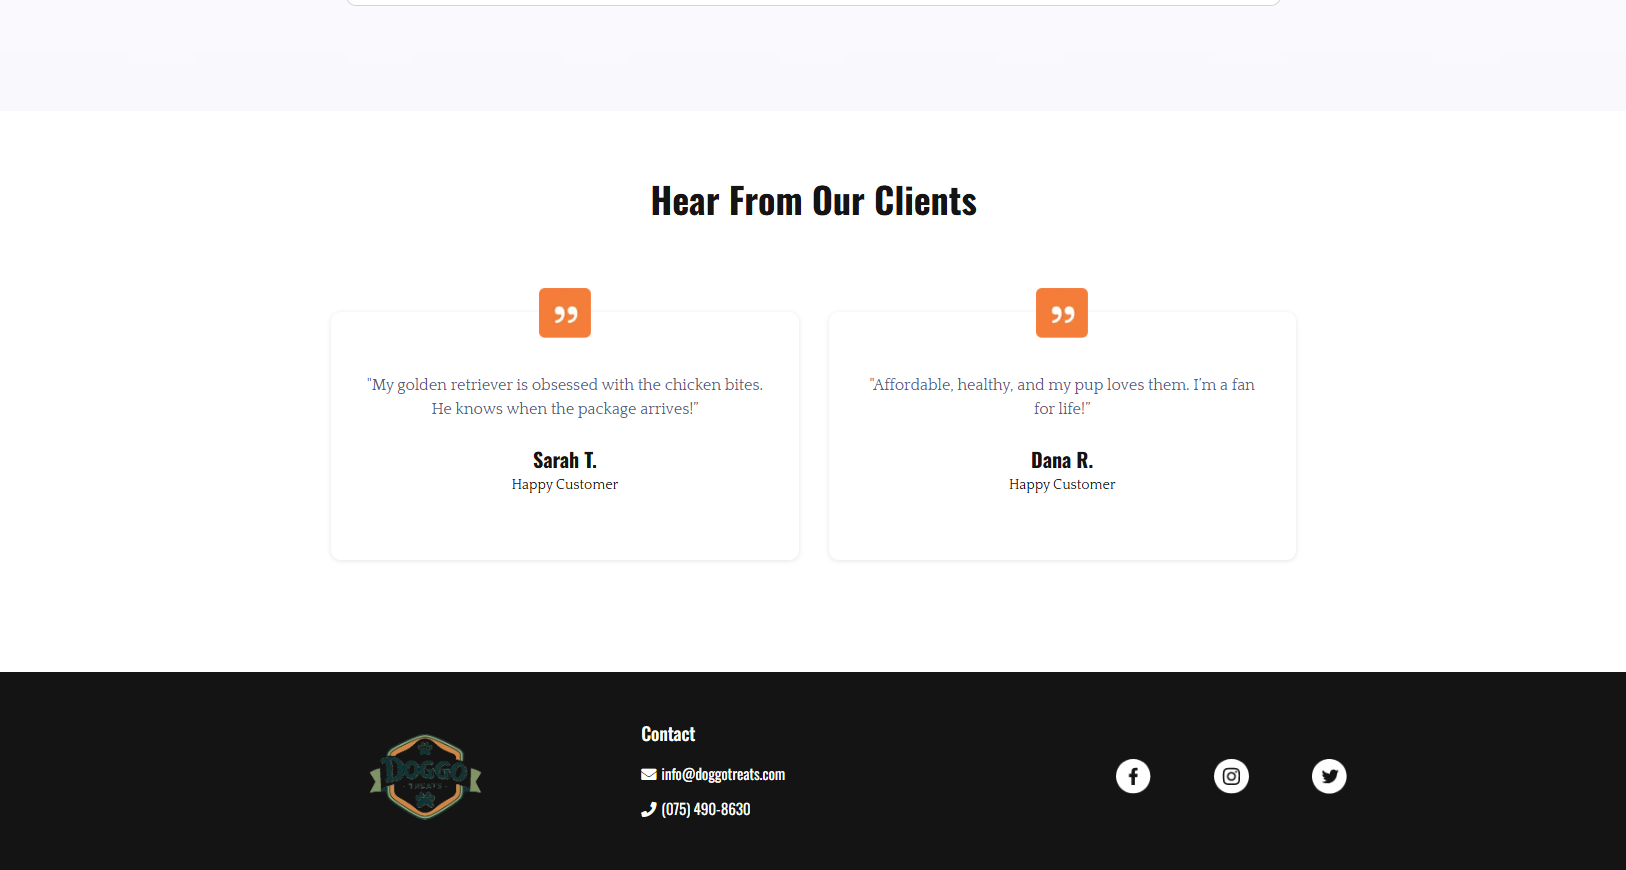 Hear From Our Clients
"My golden retriever is obsessed with the chicken bites.
He knows when the package arrives!”
Sarah T.
Happy Customer
"Affordable, healthy, and my pup loves them. I’m a fan
for life!”
Dana R.
Happy Customer
DOGGO
TREATS
Contact
info@doggotreats.com
(075) 490-8630